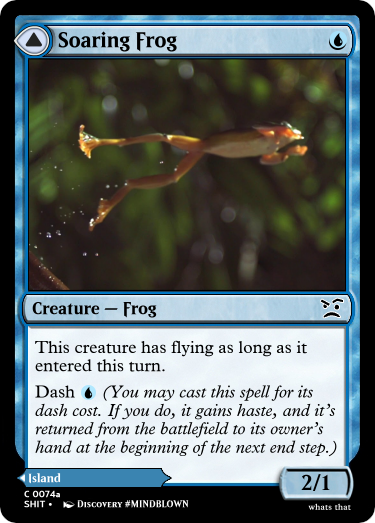 Soaring Frog
Creature — Frog
This creature has flying as long as it
entered this turn.
Dash (You may cast this spell for its
dash cost. If you do, it gains haste, and it's
returned from the battlefield to its owner's
hand at the beginning of the next end step.)
Island
2/1
C 0074a
SHIT • Discovery #MINDBLOWN
whats that